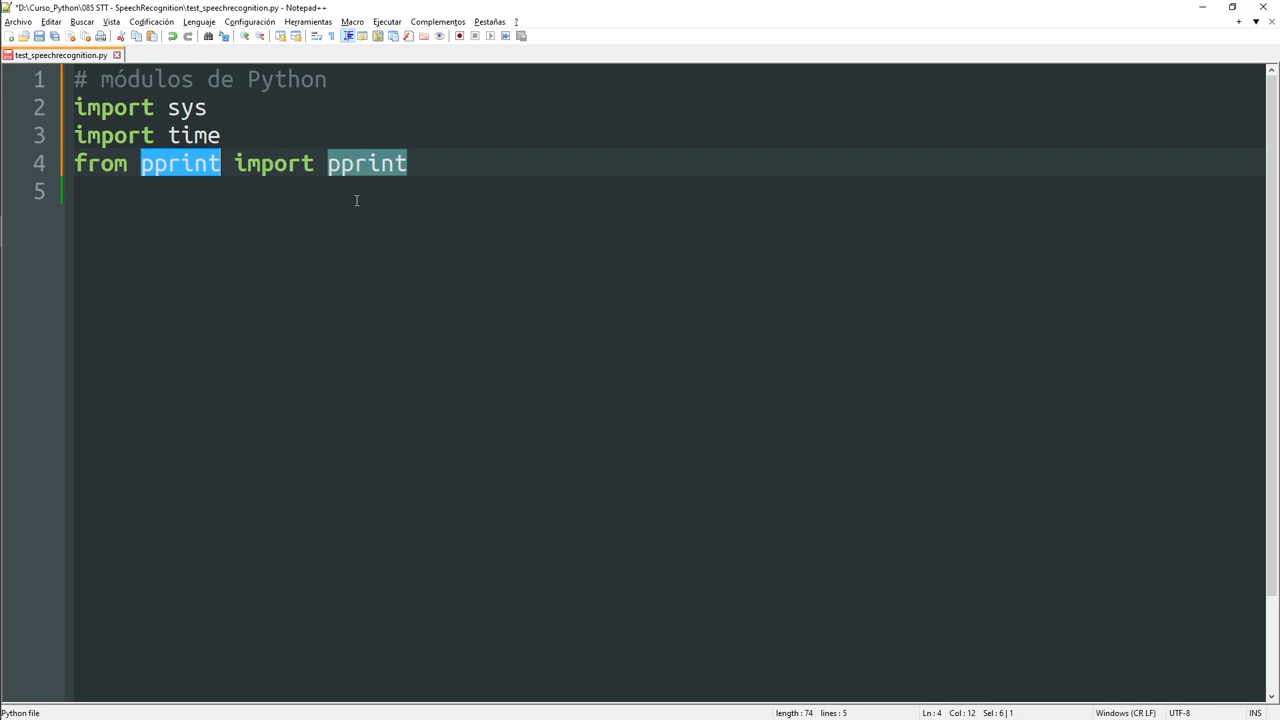 *D:\Curso_Python\085 STT - SpeechRecognition\test_speechrecognition.py - Notepad++
Archivo Editar Buscar Vista Codificación Lenguaje Configuración Herramientas Macro Ejecutar Complementos Pestañas ?
test_speechrecognition.py
1 # módulos de Python
2 import sys
3 import time
4 from pprint import pprint
5
Python file length : 74 lines : 5 Ln : 4 Col : 12 Sel : 6 | 1 Windows (CR LF) UTF-8 INS